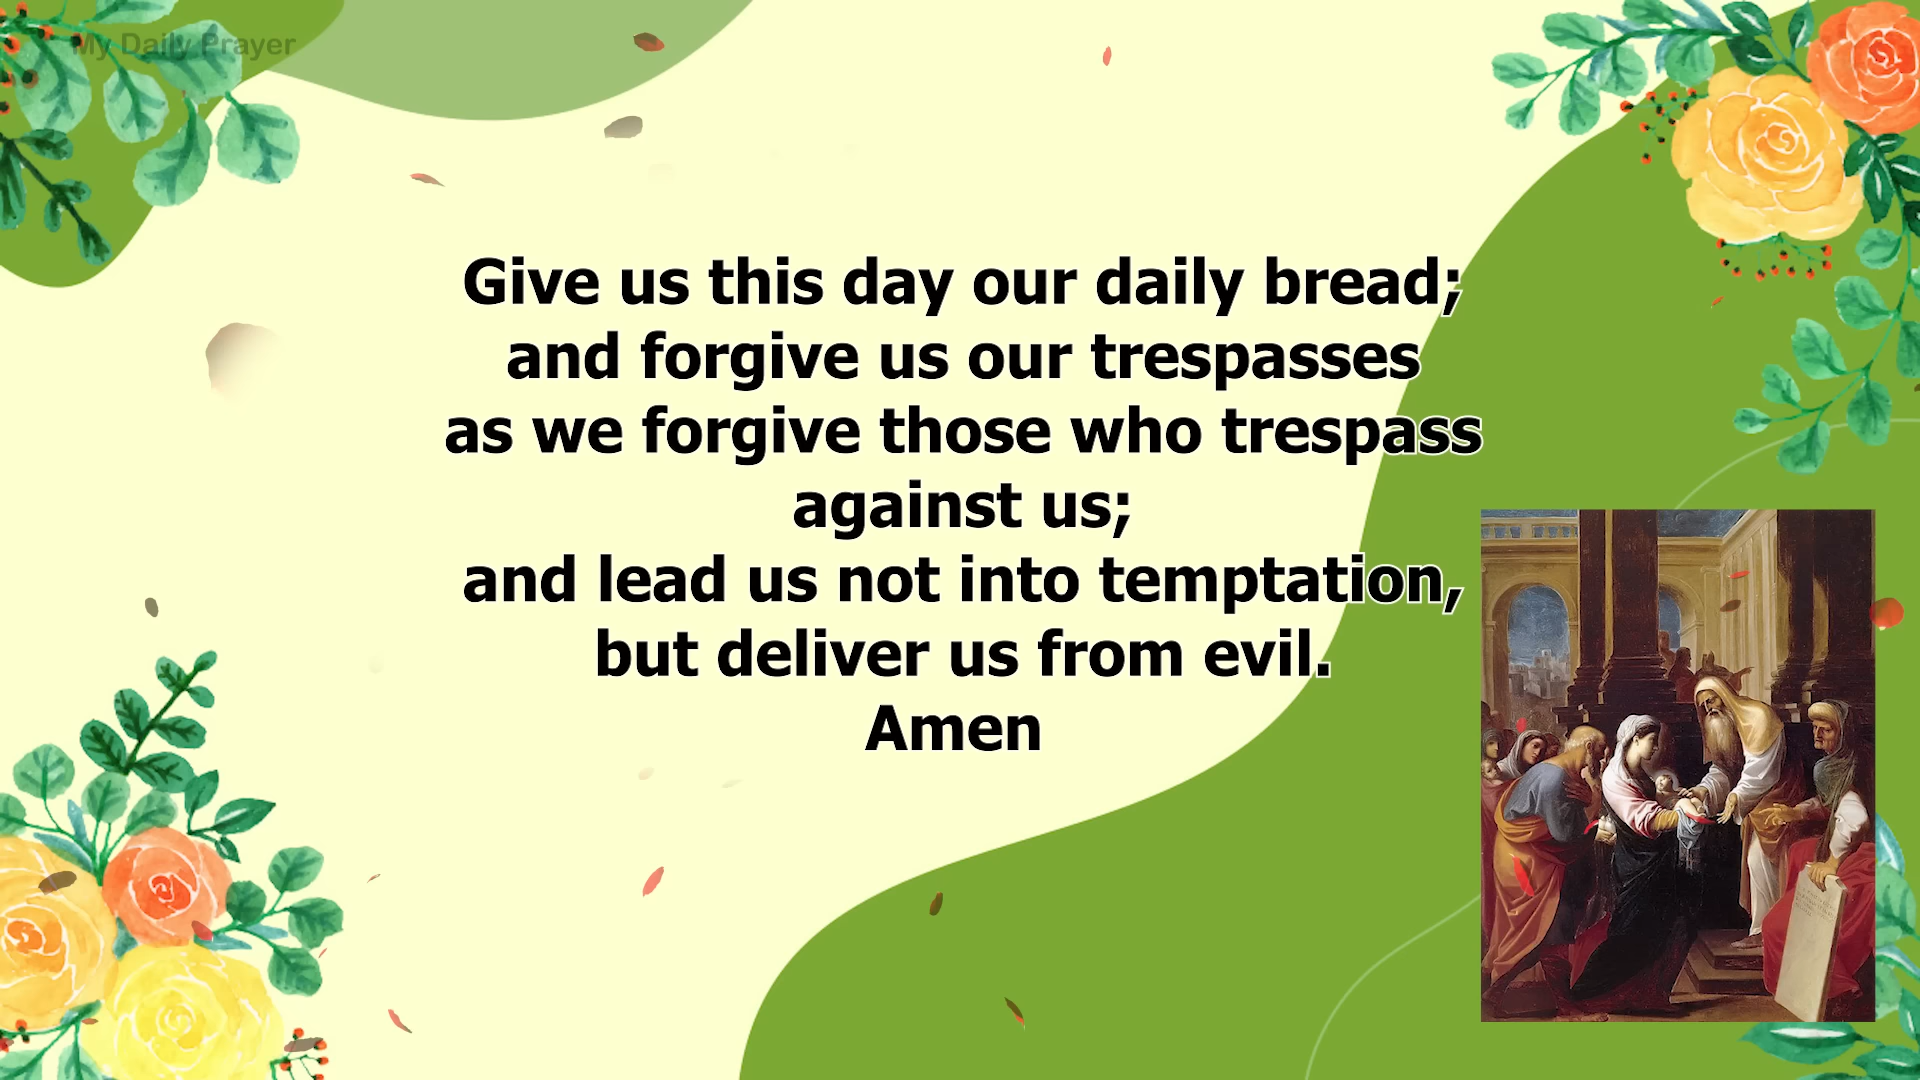 My Daily Prayer
Give us this day our daily bread;
and forgive us our trespasses
as we forgive those who trespass
against us;
and lead us not into temptation,
but deliver us from evil.
Amen